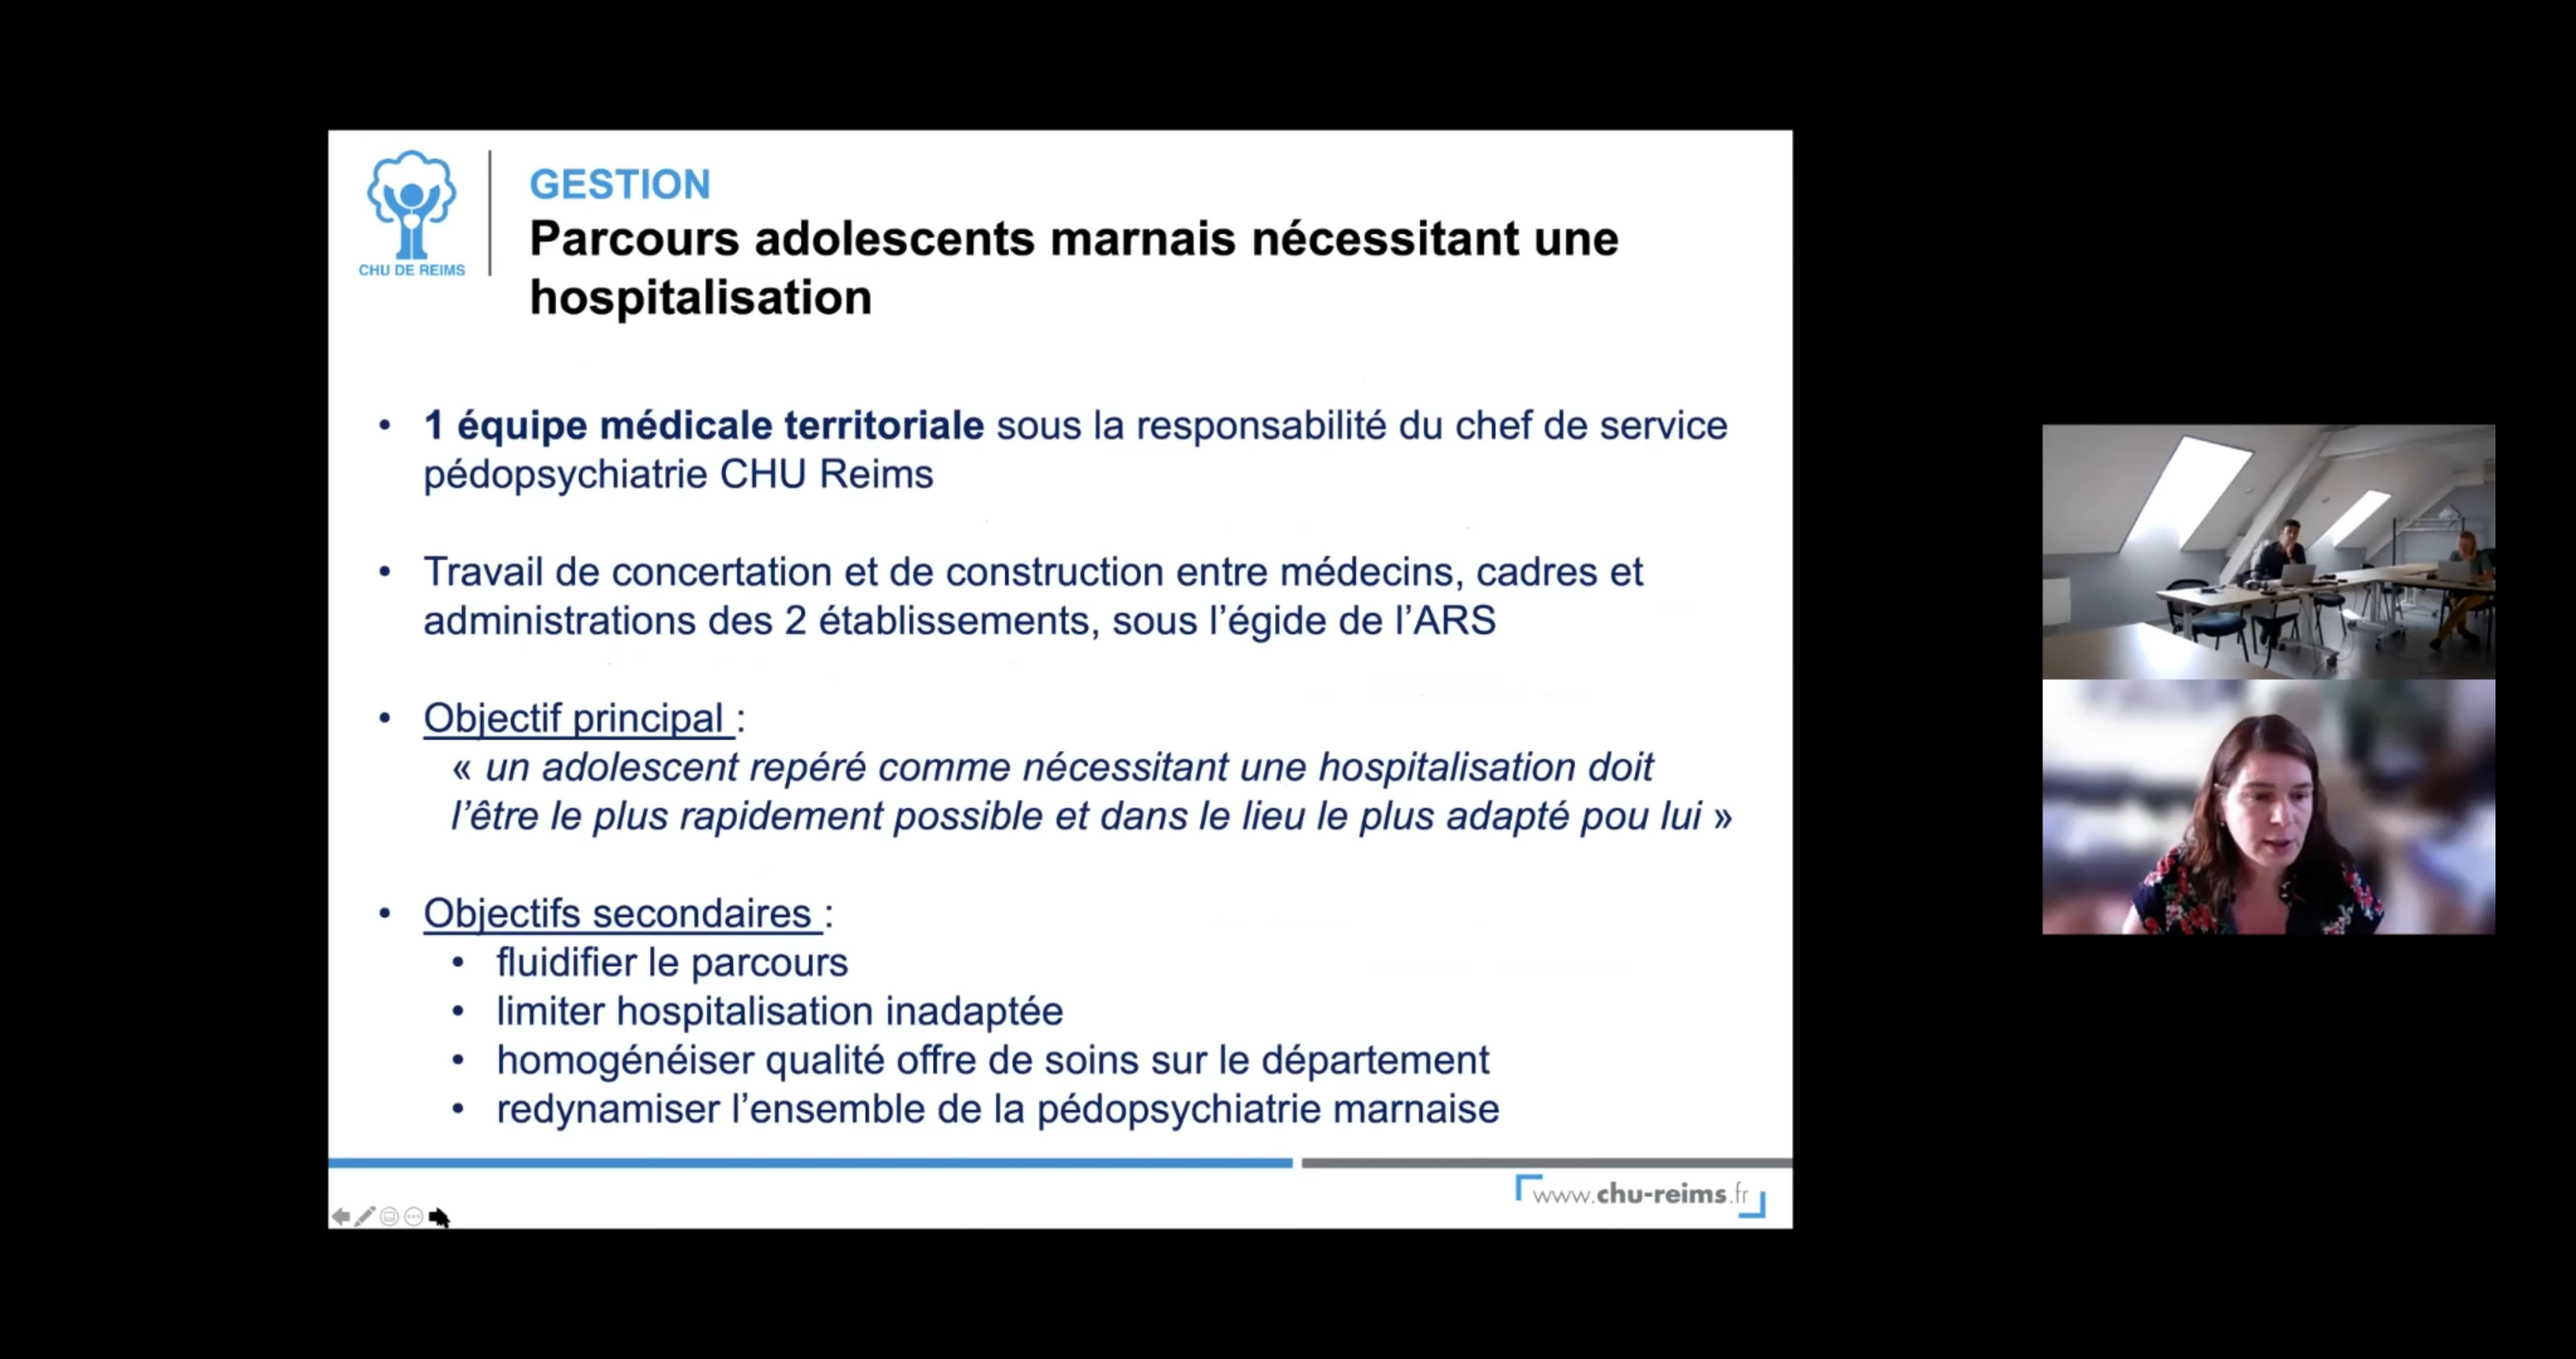 CHU DE REIMS
GESTION
Parcours adolescents marnais nécessitant une
hospitalisation
• 1 équipe médicale territoriale sous la responsabilité du chef de service
pédopsychiatrie CHU Reims
• Travail de concertation et de construction entre médecins, cadres et
administrations des 2 établissements, sous l’égide de l’ARS
• Objectif principal :
« un adolescent repéré comme nécessitant une hospitalisation doit
l’être le plus rapidement possible et dans le lieu le plus adapté pou lui »
• Objectifs secondaires :
• fluidifier le parcours
• limiter hospitalisation inadaptée
• homogénéiser qualité offre de soins sur le département
• redynamiser l’ensemble de la pédopsychiatrie marnaise
www.chu-reims.fr